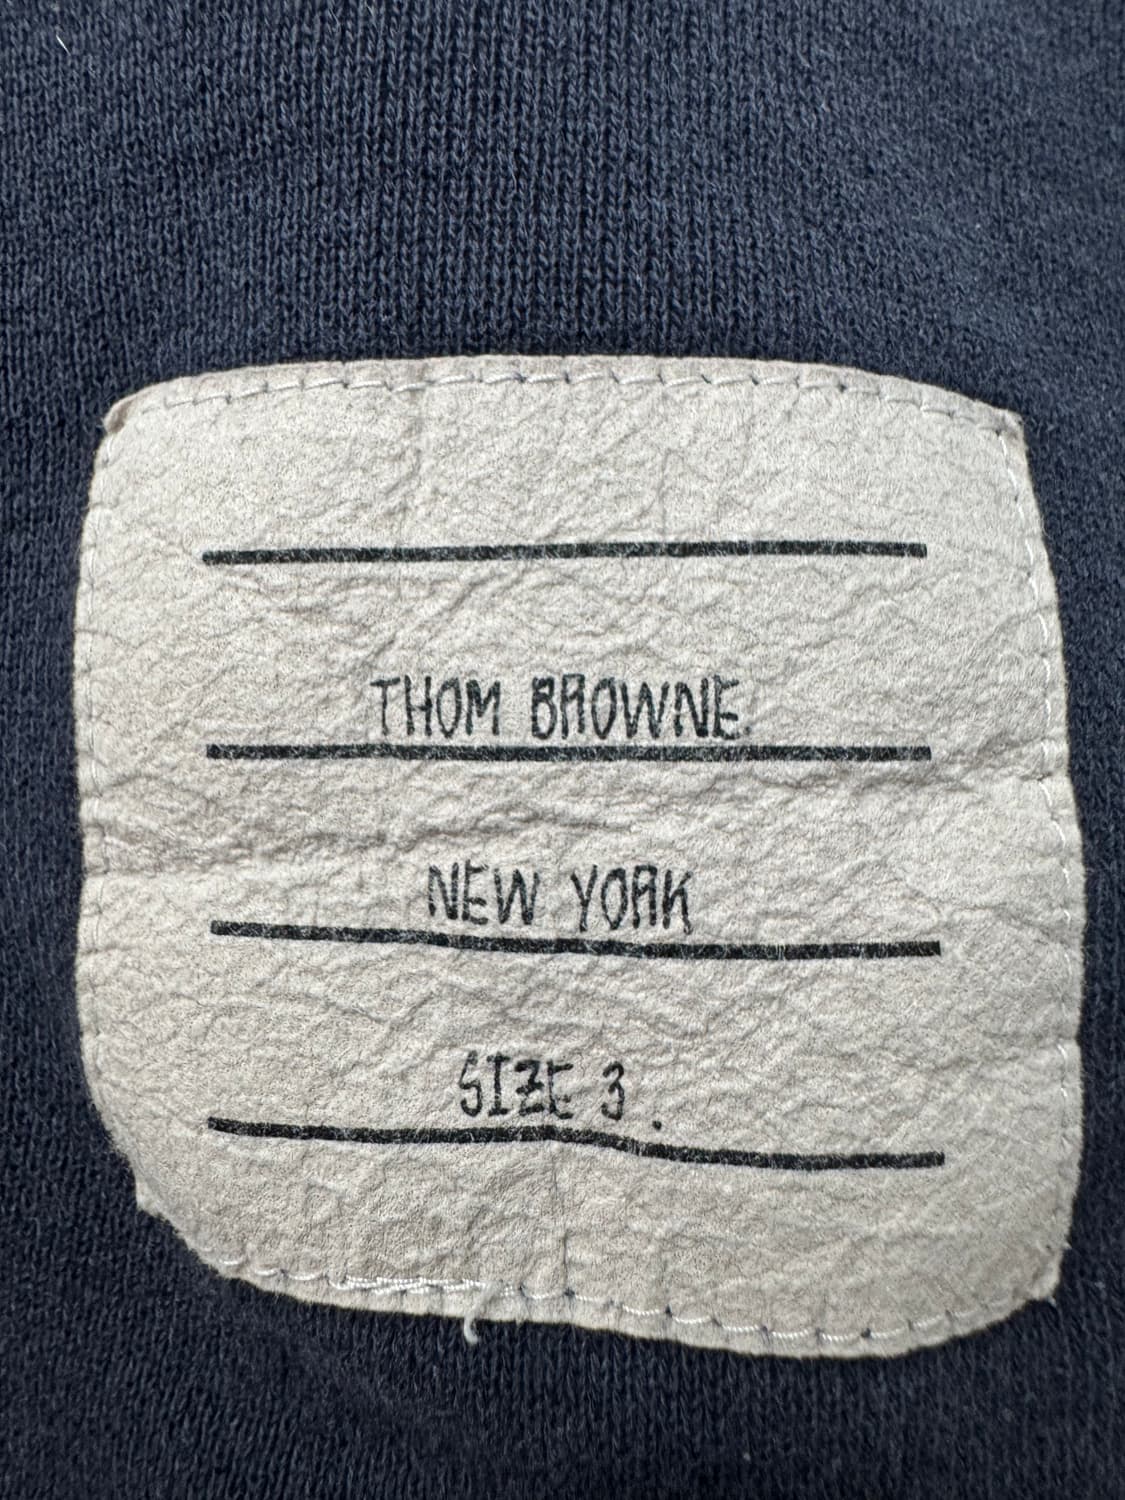 THOM BROWNE.
NEW YORK
SIZE 3.